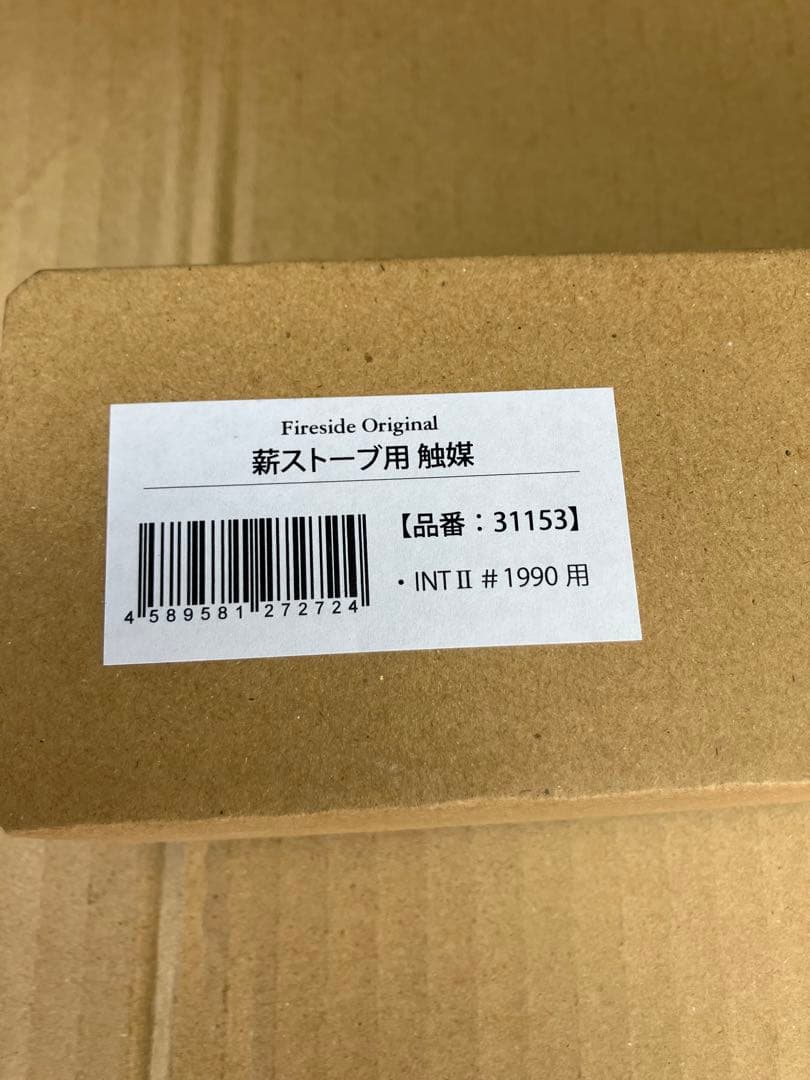 Fireside Original
薪ストーブ用 触媒
【品番：31153】
・INTⅡ＃1990 用
4 589581 272724